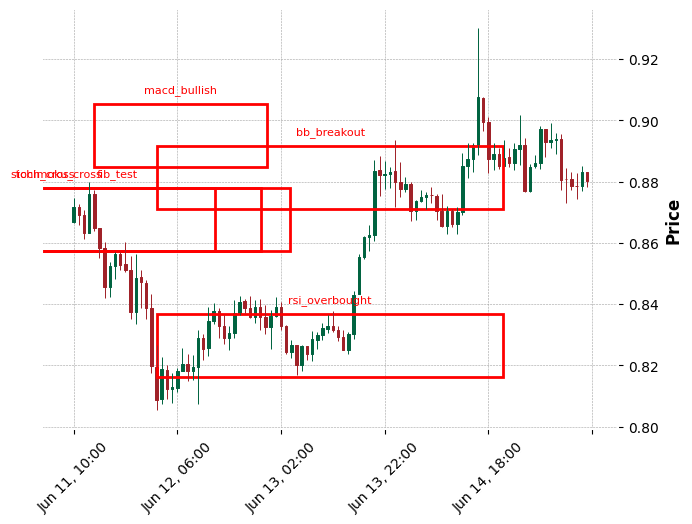 macd_bullish
bb_breakout
fib_test
rsi_overbought
0.92
0.90
0.88
0.86
0.84
0.82
0.80
Price
Jun 11, 10:00
Jun 12, 06:00
Jun 13, 02:00
Jun 13, 22:00
Jun 14, 18:00